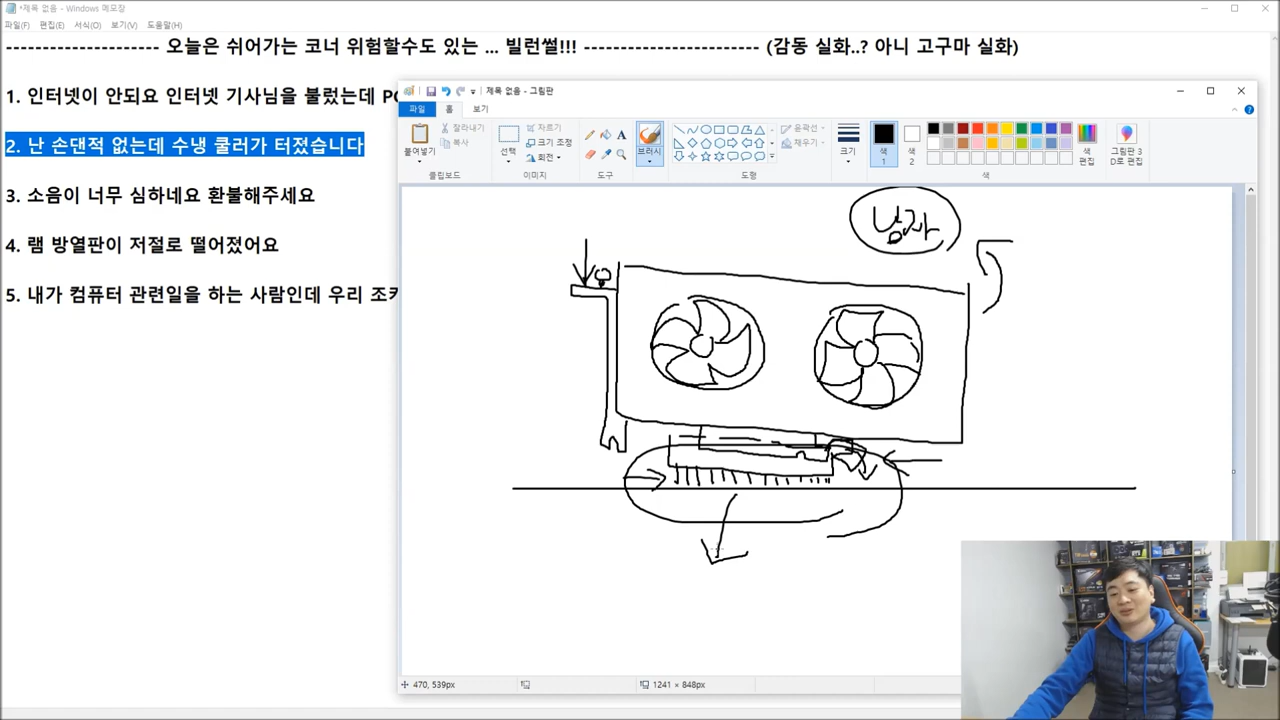 *제목 없음 - Windows 메모장
파일(F) 편집(E) 서식(O) 보기(V) 도움말(H)
--------------------- 오늘은 쉬어가는 코너 위험할수도 있는 ... 빌런썰!!! ------------------------ (감동 실화..? 아니 고구마 실화)
1. 인터넷이 안되요 인터넷 기사님을 불렀는데 PC
2. 난 손댄적 없는데 수냉 쿨러가 터졌습니다
3. 소음이 너무 심하네요 환불해주세요
4. 램 방열판이 저절로 떨어졌어요
5. 내가 컴퓨터 관련일을 하는 사람인데 우리 조카
제목 없음 - 그림판
파일 홈 보기
붙여넣기
잘라내기
복사
클립보드
선택
자르기
크기 조정
회전
이미지
도구
브러시
윤곽선
채우기
도형
크기
색 1
색 2
색 편집
그림판 3D로 편집
색
남자
470, 539px
1241 × 848px